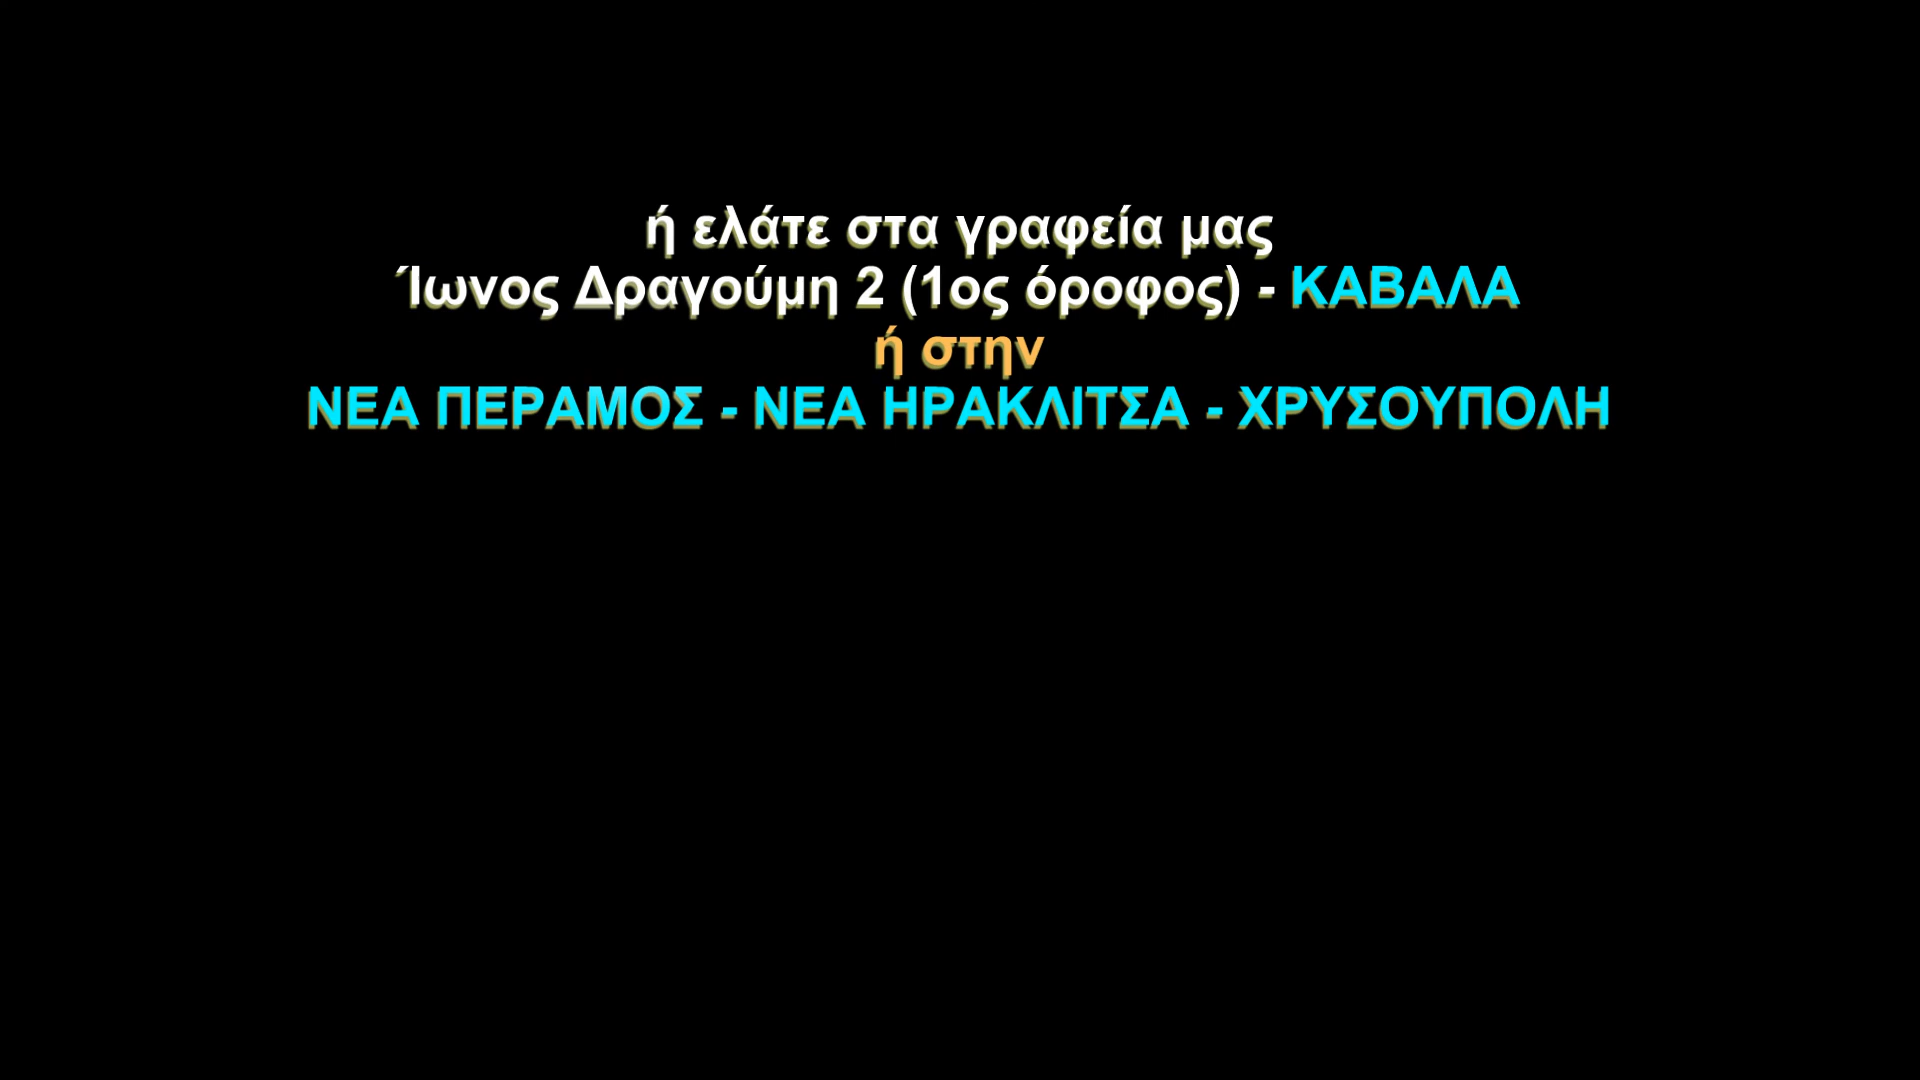 ή ελάτε στα γραφεία μας
Ίωνος Δραγούμη 2 (1ος όροφος) - ΚΑΒΑΛΑ
ή στην
ΝΕΑ ΠΕΡΑΜΟΣ - ΝΕΑ ΗΡΑΚΛΙΤΣΑ - ΧΡΥΣΟΥΠΟΛΗ